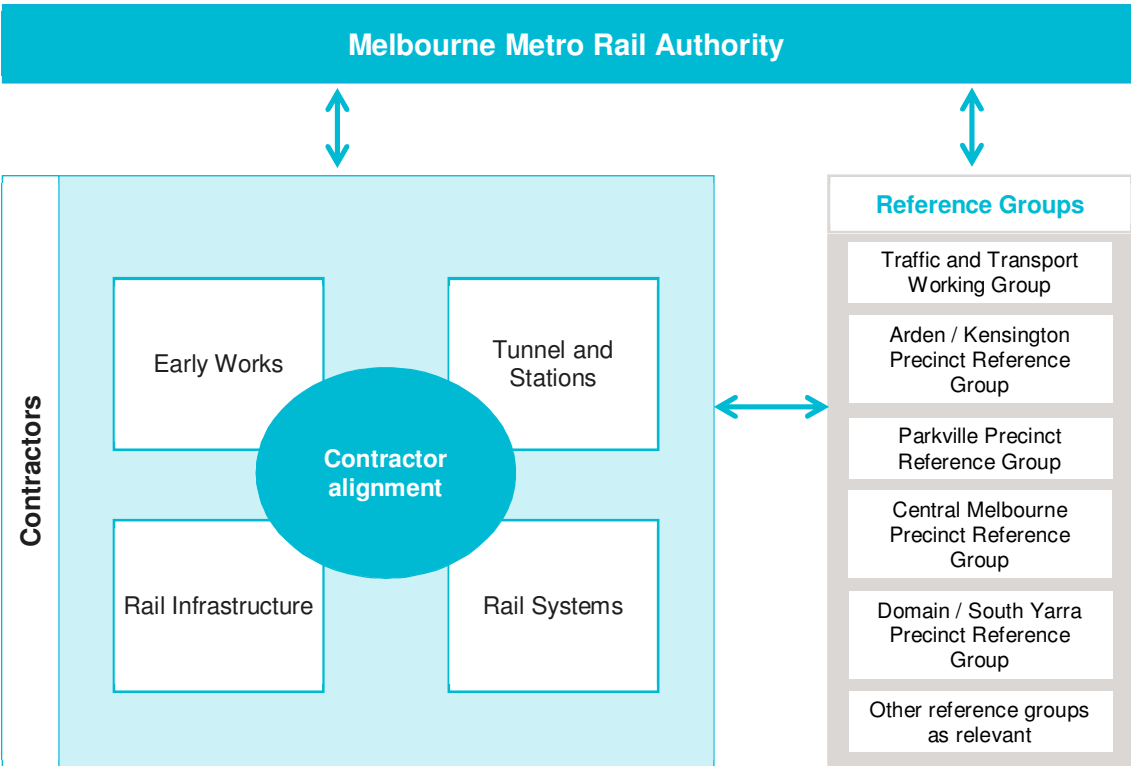 Melbourne Metro Rail Authority
Contractors
Early Works
Tunnel and
Stations
Contractor
alignment
Rail Infrastructure
Rail Systems
Reference Groups
Traffic and Transport
Working Group
Arden / Kensington
Precinct Reference
Group
Parkville Precinct
Reference Group
Central Melbourne
Precinct Reference
Group
Domain / South Yarra
Precinct Reference
Group
Other reference groups
as relevant